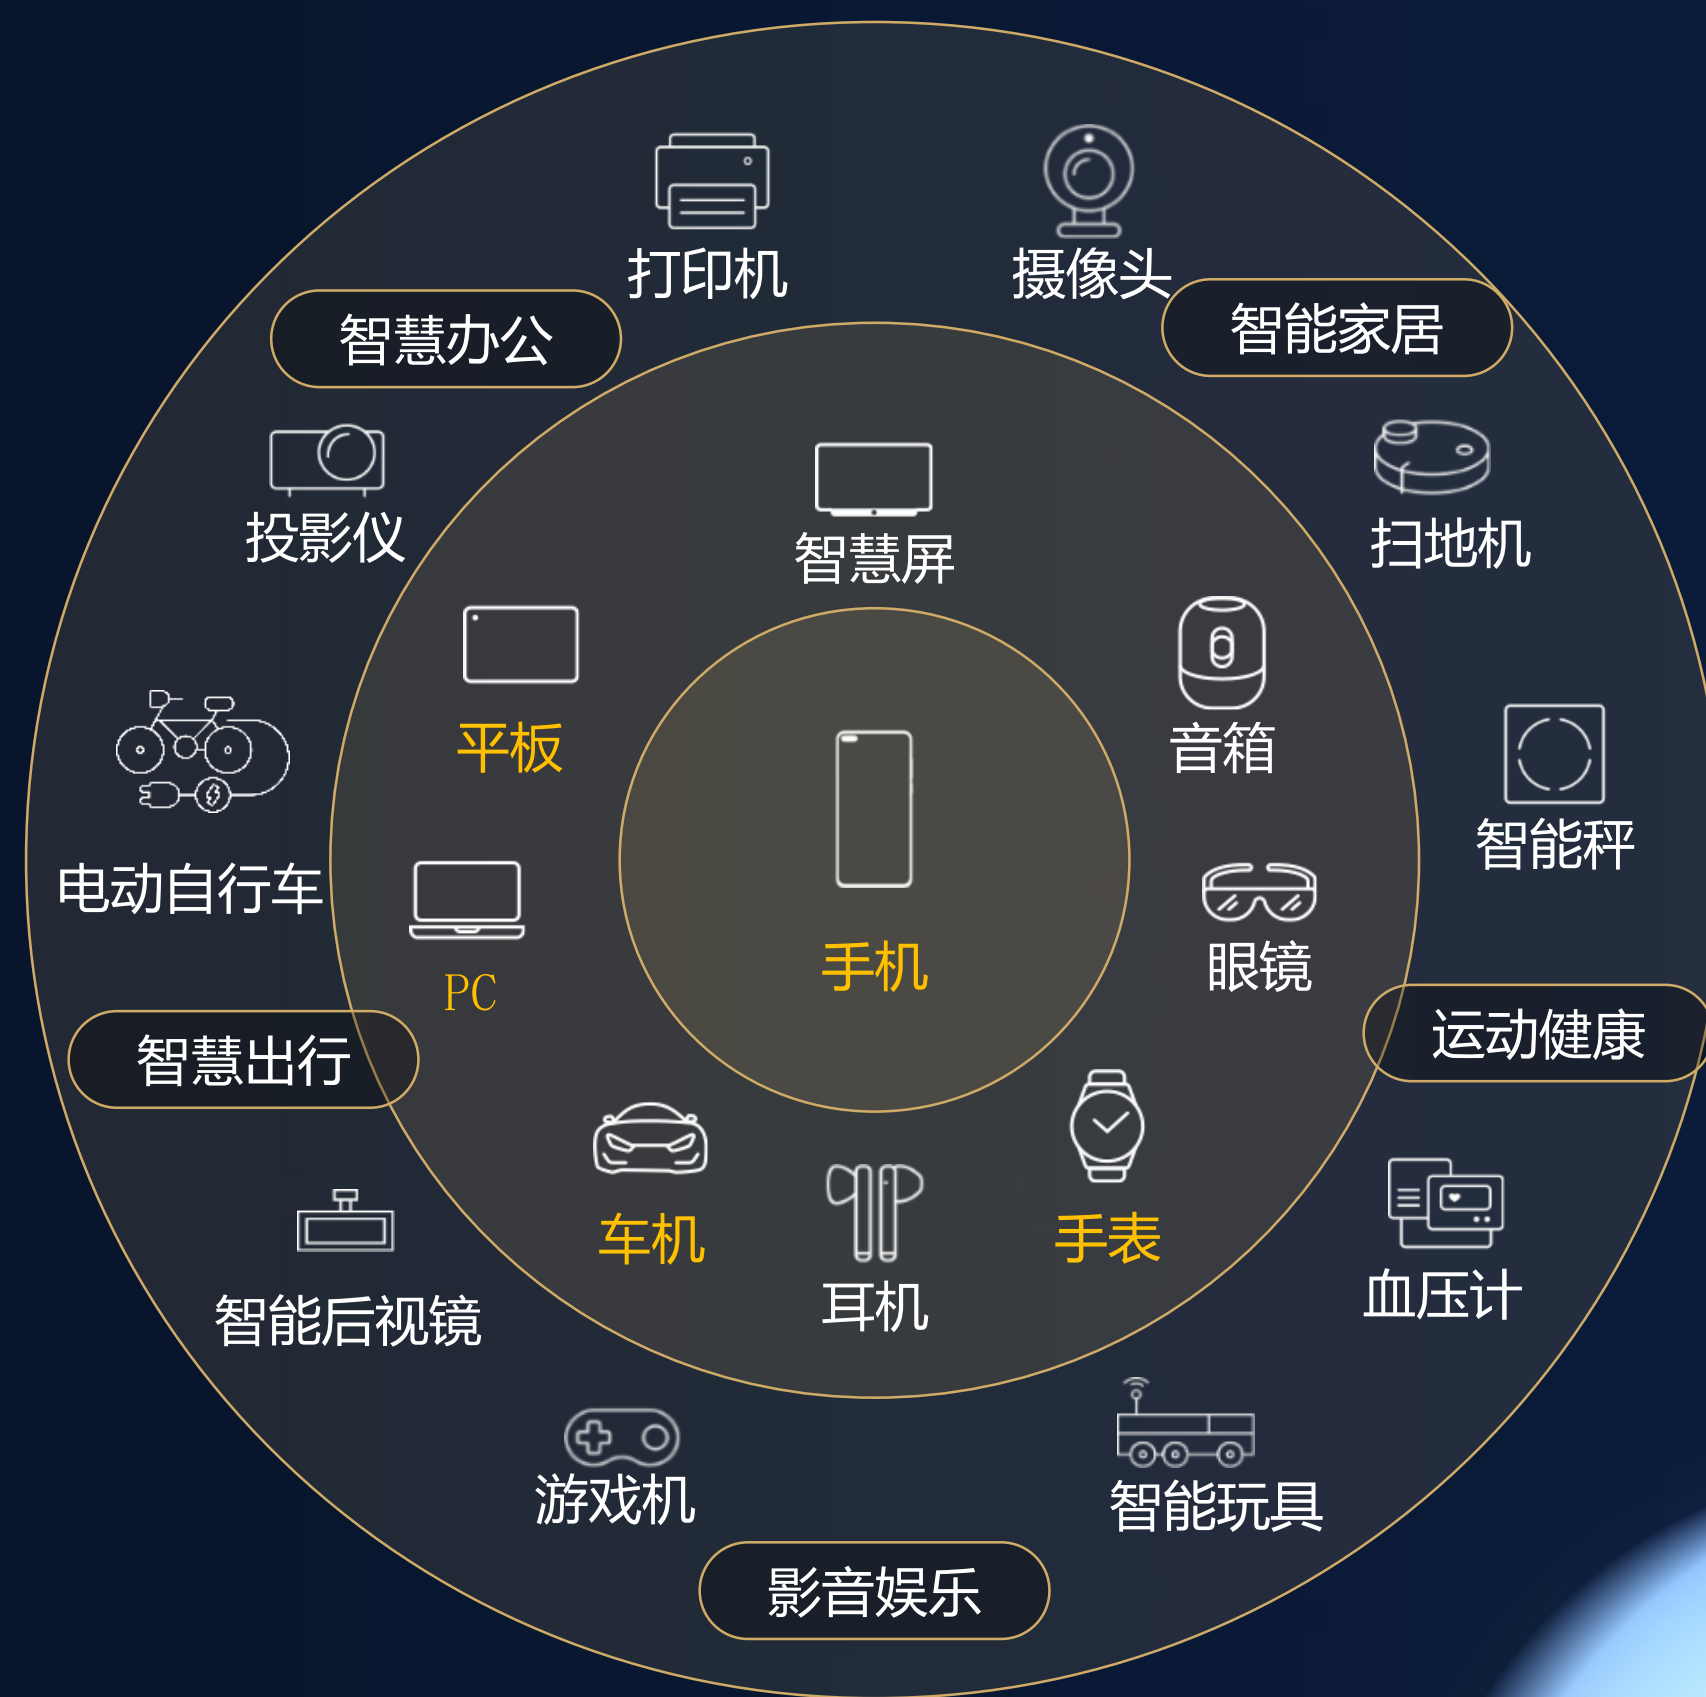 打印机
摄像头
智慧办公
智能家居
投影仪
智慧屏
扫地机
平板
音箱
智能秤
电动自行车
PC
手机
眼镜
智慧出行
运动健康
车机
耳机
手表
智能后视镜
血压计
游戏机
智能玩具
影音娱乐